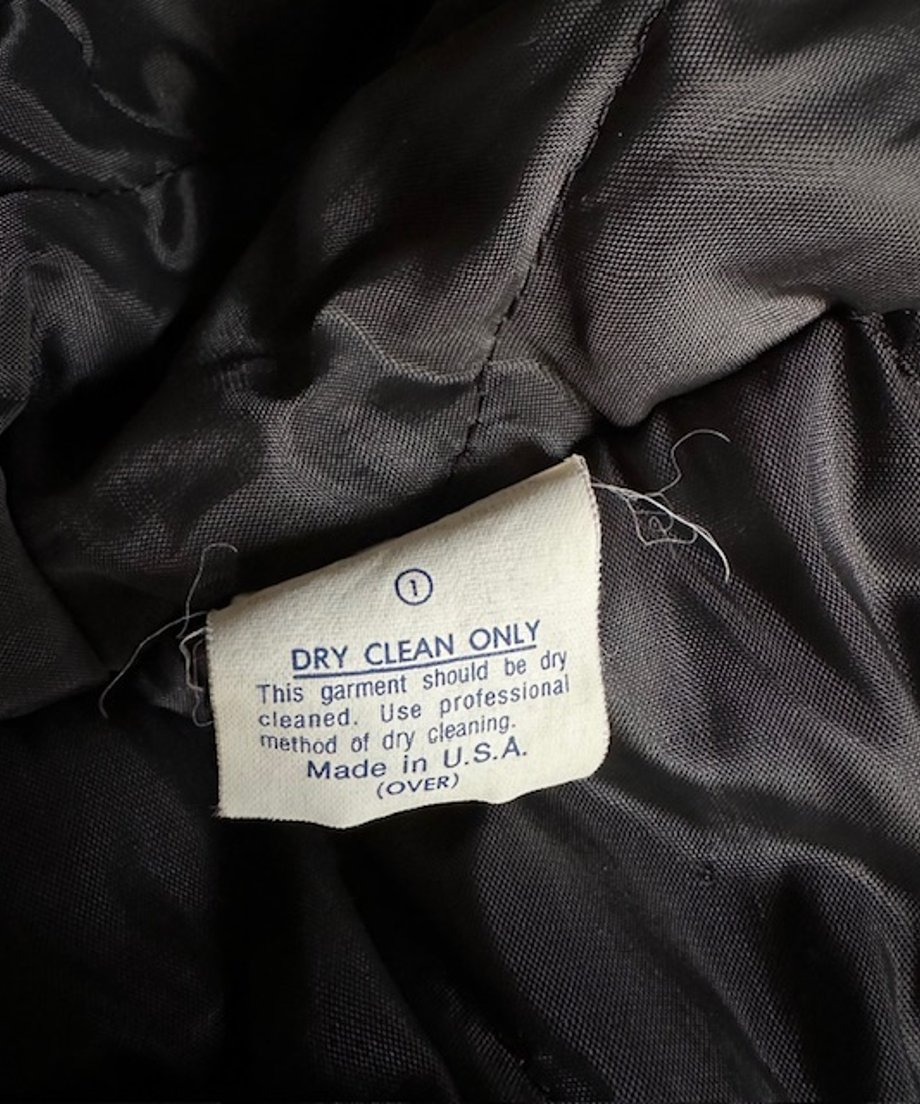 1
DRY CLEAN ONLY
This garment should be dry
cleaned. Use professional
method of dry cleaning.
Made in U.S.A.
(OVER)